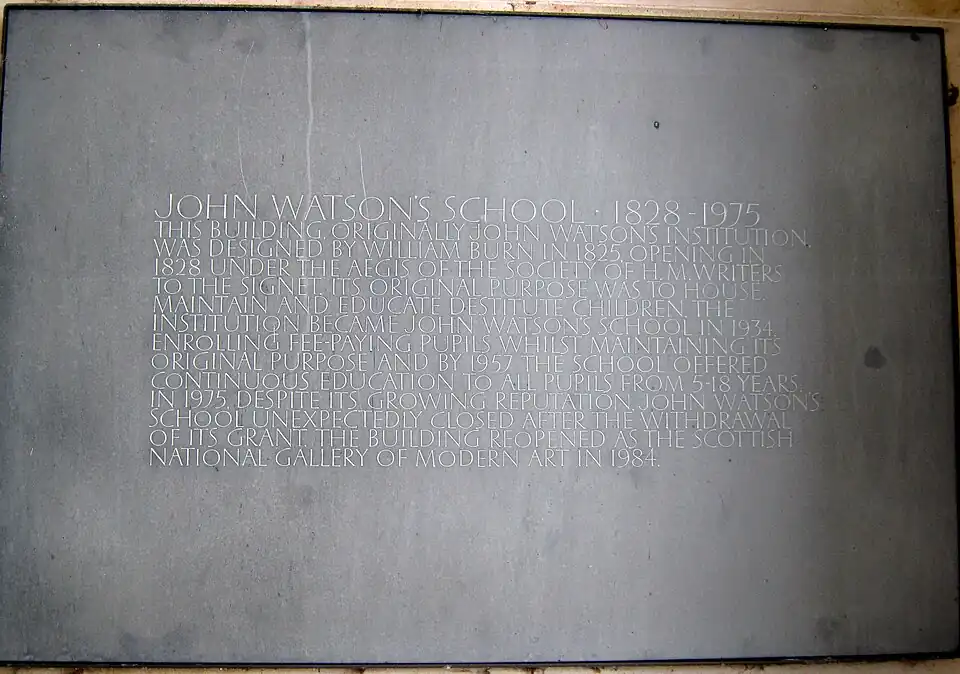 JOHN WATSON'S SCHOOL · 1828-1975
THIS BUILDING, ORIGINALLY JOHN WATSON'S INSTITUTION,
WAS DESIGNED BY WILLIAM BURN IN 1825, OPENING IN
1828 UNDER THE AEGIS OF THE SOCIETY OF H.M. WRITERS
TO THE SIGNET. ITS ORIGINAL PURPOSE WAS TO HOUSE,
MAINTAIN AND EDUCATE DESTITUTE CHILDREN. THE
INSTITUTION BECAME JOHN WATSON'S SCHOOL IN 1934,
ENROLLING FEE-PAYING PUPILS WHILST MAINTAINING ITS
ORIGINAL PURPOSE AND BY 1957 THE SCHOOL OFFERED
CONTINUOUS EDUCATION TO ALL PUPILS FROM 5-18 YEARS.
IN 1975, DESPITE ITS GROWING REPUTATION, JOHN WATSON'S
SCHOOL UNEXPECTEDLY CLOSED AFTER THE WITHDRAWAL
OF ITS GRANT. THE BUILDING REOPENED AS THE SCOTTISH
NATIONAL GALLERY OF MODERN ART IN 1984.